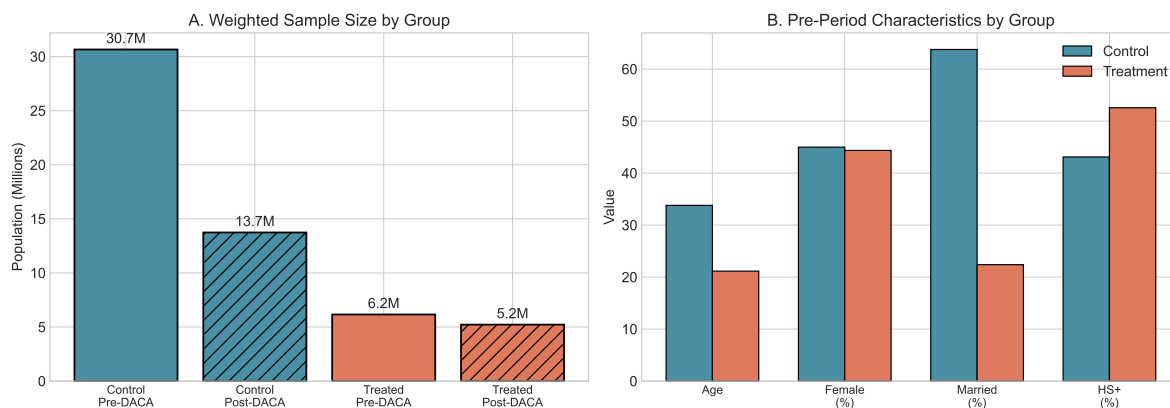 A. Weighted Sample Size by Group
Population (Millions)
30
25
20
15
10
5
0
30.7M
13.7M
6.2M
5.2M
Control
Pre-DACA
Control
Post-DACA
Treated
Pre-DACA
Treated
Post-DACA
B. Pre-Period Characteristics by Group
Value
60
50
40
30
20
10
0
Control
Treatment
Age
Female
(%)
Married
(%)
HS+
(%)